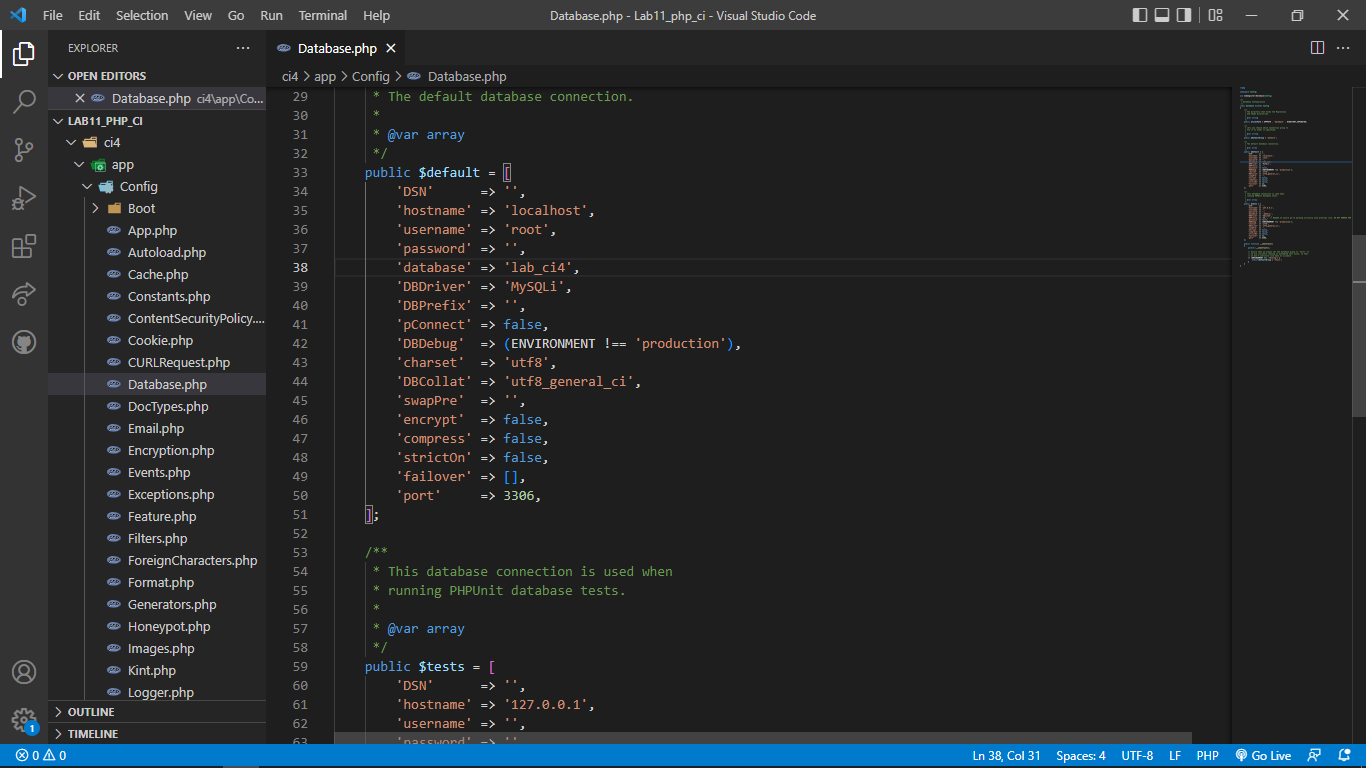 File Edit Selection View Go Run Terminal Help Database.php - Lab11_php_ci - Visual Studio Code
EXPLORER
OPEN EDITORS
Database.php ci4\app\Co...
LAB11_PHP_CI
ci4
app
Config
Boot
App.php
Autoload.php
Cache.php
Constants.php
ContentSecurityPolicy....
Cookie.php
CURLRequest.php
Database.php
DocTypes.php
Email.php
Encryption.php
Events.php
Exceptions.php
Feature.php
Filters.php
ForeignCharacters.php
Format.php
Generators.php
Honeypot.php
Images.php
Kint.php
Logger.php
OUTLINE
TIMELINE
1
Database.php
ci4 > app > Config > Database.php
29 * The default database connection.
30 *
31 * @var array
32 */
33 public $default = [
34 'DSN' => '',
35 'hostname' => 'localhost',
36 'username' => 'root',
37 'password' => '',
38 'database' => 'lab_ci4',
39 'DBDriver' => 'MySQLi',
40 'DBPrefix' => '',
41 'pConnect' => false,
42 'DBDebug' => (ENVIRONMENT !== 'production'),
43 'charset' => 'utf8',
44 'DBCollat' => 'utf8_general_ci',
45 'swapPre' => '',
46 'encrypt' => false,
47 'compress' => false,
48 'strictOn' => false,
49 'failover' => [],
50 'port' => 3306,
51 ];
52
53 /**
54 * This database connection is used when
55 * running PHPUnit database tests.
56 *
57 * @var array
58 */
59 public $tests = [
60 'DSN' => '',
61 'hostname' => '127.0.0.1',
62 'username' => '',
63 'password' => ''
0 0 Ln 38, Col 31 Spaces: 4 UTF-8 LF PHP Go Live